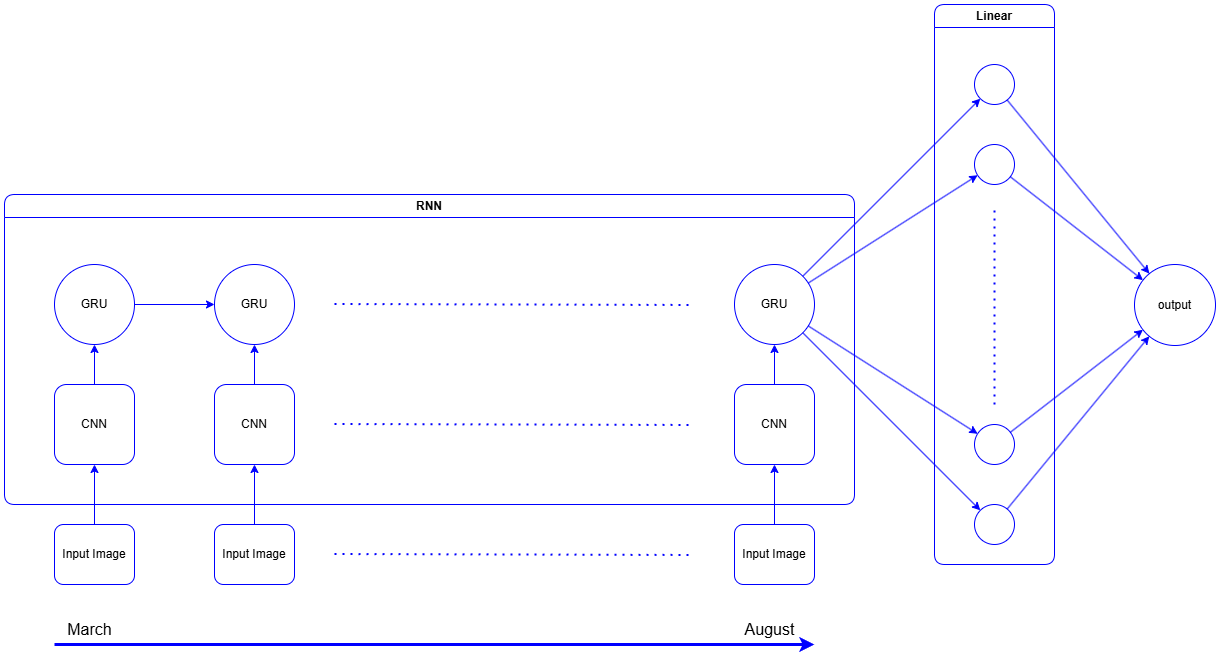 Linear
RNN
GRU
GRU
GRU
output
CNN
CNN
CNN
Input Image
Input Image
Input Image
March
August